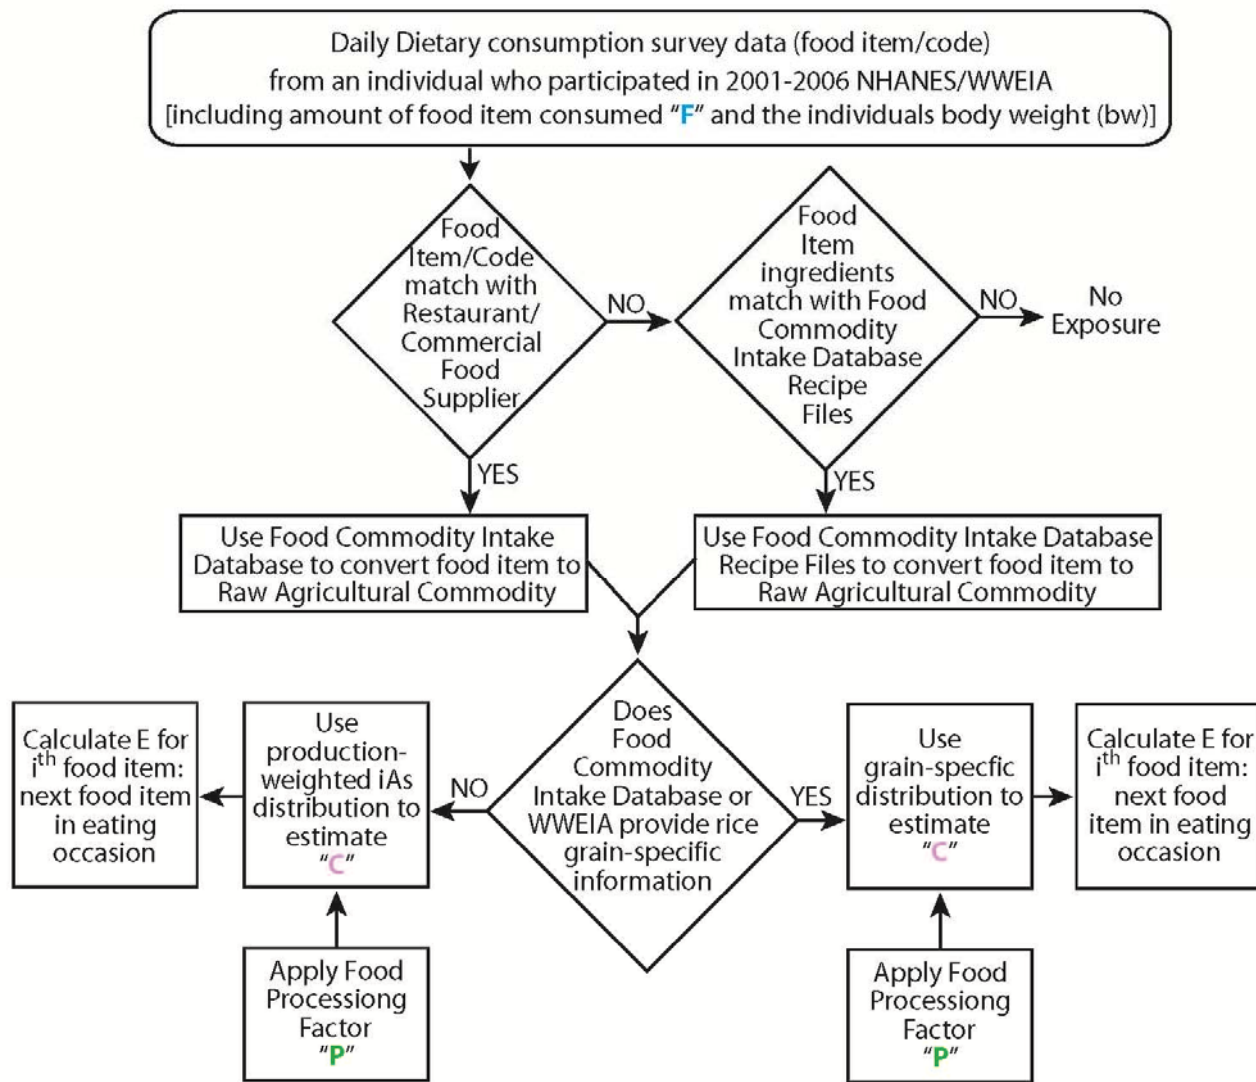 Daily Dietary consumption survey data (food item/code)
from an individual who participated in 2001-2006 NHANES/WWEIA
[including amount of food item consumed "F" and the individuals body weight (bw)]
Food
Item/Code
match with
Restaurant/
Commercial
Food
Supplier
NO
Food
Item
ingredients
match with Food
Commodity
Intake Database
Recipe
Files
NO
No
Exposure
YES
YES
Use Food Commodity Intake
Database to convert food item to
Raw Agricultural Commodity
Use Food Commodity Intake Database
Recipe Files to convert food item to
Raw Agricultural Commodity
Calculate E for
ith food item:
next food item
in eating
occasion
Use
production-
weighted iAs
distribution to
estimate
"C"
NO
Does
Food
Commodity
Intake Database or
WWEIA provide rice
grain-specific
information
YES
Use
grain-specfic
distribution to
estimate
"C"
Calculate E for
ith food item:
next food
item in eating
occasion
Apply Food
Processiong
Factor
"P"
Apply Food
Processiong
Factor
"P"